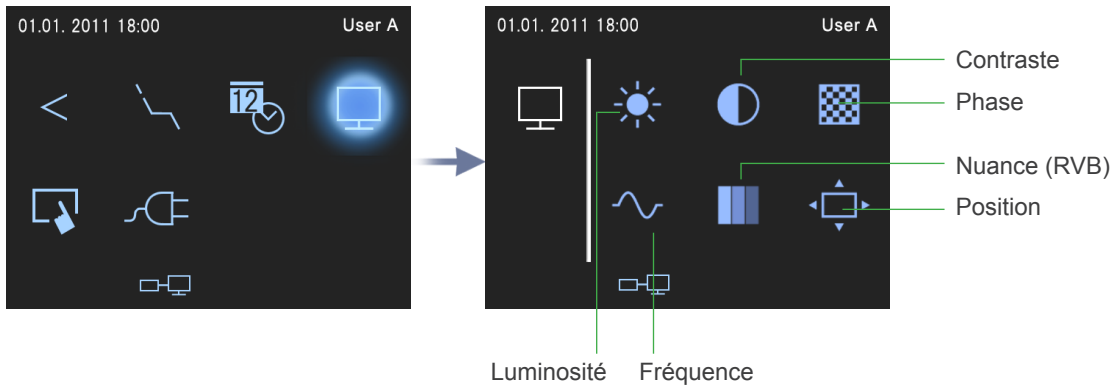 01.01. 2011 18:00 User A
12
01.01. 2011 18:00 User A
Contraste
Phase
Nuance (RVB)
Position
Luminosité Fréquence